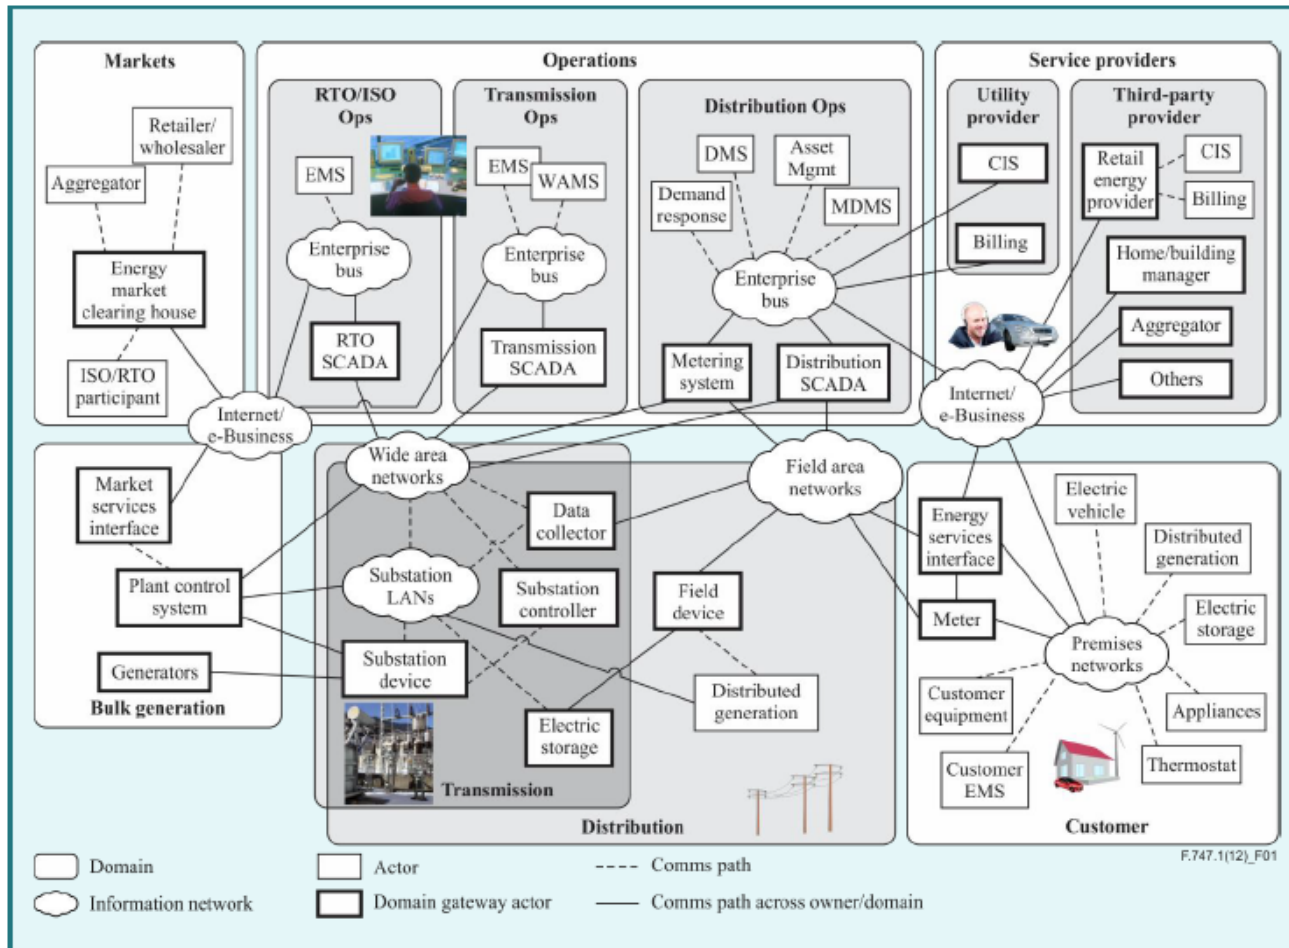 Markets
Operations
Service providers
RTO/ISO
Ops
Transmission
Ops
Distribution Ops
Utility
provider
Third-party
provider
Retailer/
wholesaler
Aggregator
Energy
market
clearing house
ISO/RTO
participant
EMS
Enterprise
bus
RTO
SCADA
EMS
WAMS
Enterprise
bus
Transmission
SCADA
DMS
Asset
Mgmt
Demand
response
MDMS
Enterprise
bus
Metering
system
Distribution
SCADA
CIS
Billing
Retail
energy
provider
CIS
Billing
Home/building
manager
Aggregator
Others
Internet/
e-Business
Internet/
e-Business
Wide area
networks
Field area
networks
Market
services
interface
Plant control
system
Generators
Bulk generation
Data
collector
Substation
LANs
Substation
controller
Substation
device
Electric
storage
Transmission
Field
device
Distributed
generation
Distribution
Energy
services
interface
Meter
Electric
vehicle
Distributed
generation
Electric
storage
Premises
networks
Customer
equipment
Appliances
Customer
EMS
Thermostat
Customer
F.747.1(12)_F01
Domain
Actor
Comms path
Information network
Domain gateway actor
Comms path across owner/domain